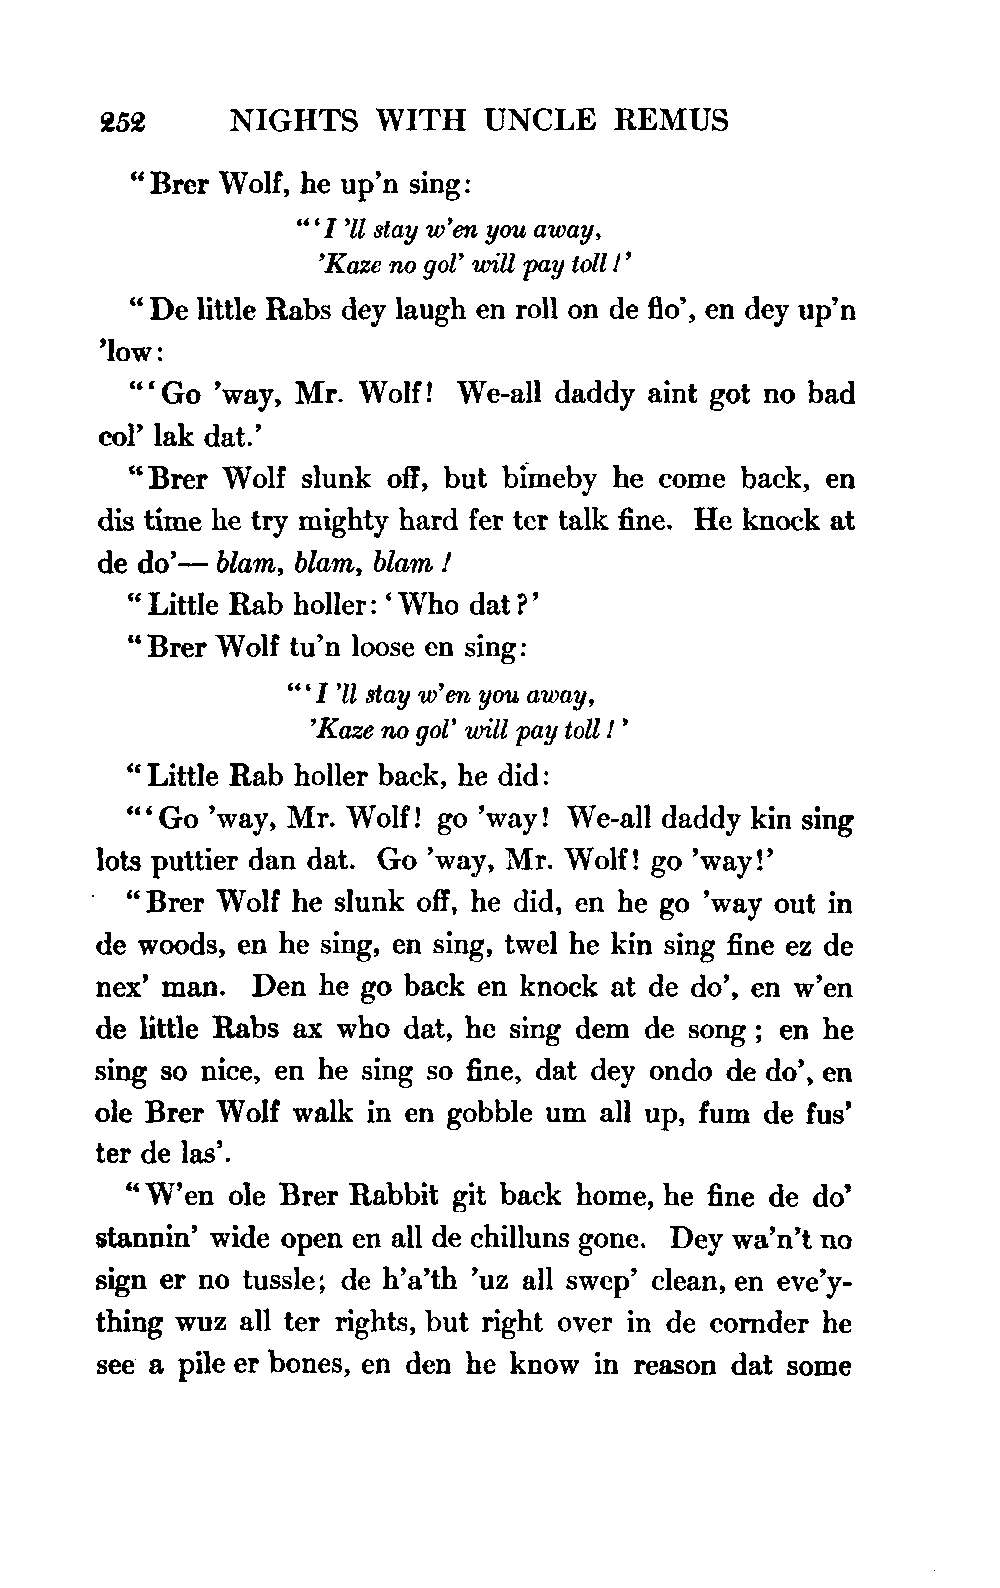 252 NIGHTS WITH UNCLE REMUS
“Brer Wolf, he up’n sing:
“‘I ’ll stay w’en you away,
’Kaze no gol’ will pay toll!’
“De little Rabs dey laugh en roll on de flo’, en dey up’n
’low:
“‘Go ’way, Mr. Wolf! We-all daddy aint got no bad
col’ lak dat.’
“Brer Wolf slunk off, but bimeby he come back, en
dis time he try mighty hard fer ter talk fine. He knock at
de do’— blam, blam, blam!
“Little Rab holler: ‘Who dat?’
“Brer Wolf tu’n loose en sing:
“‘I ’ll stay w’en you away,
’Kaze no gol’ will pay toll!’
“Little Rab holler back, he did:
“‘Go ’way, Mr. Wolf! go ’way! We-all daddy kin sing
lots puttier dan dat. Go ’way, Mr. Wolf! go ’way!’
“Brer Wolf he slunk off, he did, en he go ’way out in
de woods, en he sing, en sing, twel he kin sing fine ez de
nex’ man. Den he go back en knock at de do’, en w’en
de little Rabs ax who dat, he sing dem de song; en he
sing so nice, en he sing so fine, dat dey ondo de do’, en
ole Brer Wolf walk in en gobble um all up, fum de fus’
ter de las’.
“W’en ole Brer Rabbit git back home, he fine de do’
stannin’ wide open en all de chilluns gone. Dey wa’n’t no
sign er no tussle; de h’a’th ’uz all swep’ clean, en eve’y-
thing wuz all ter rights, but right over in de cornder he
see a pile er bones, en den he know in reason dat some